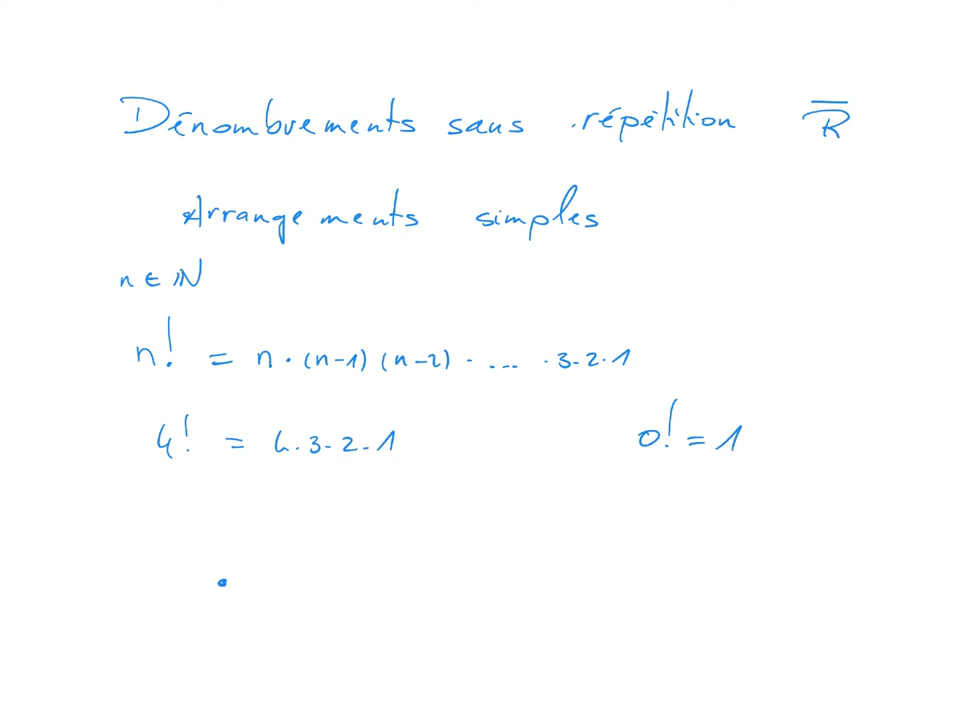 Dénombrements sans répétition R̅
Arrangements simples
n ∈ ℕ
n! = n · (n-1) (n-2) · ... · 3 · 2 · 1
4! = 4 · 3 · 2 · 1 0! = 1